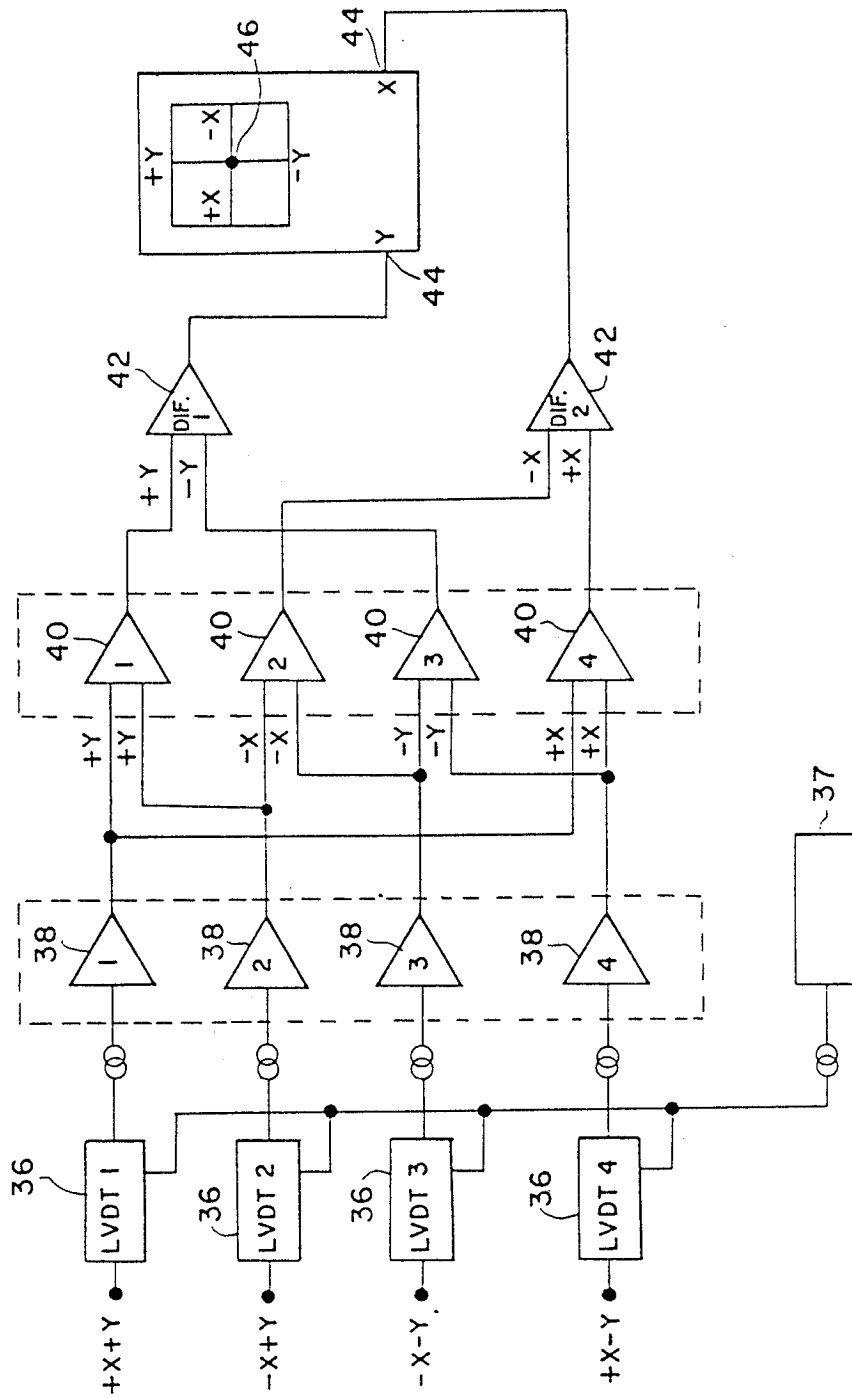 +X+Y
LVDT 1
36
38
1
+Y
+Y
40
1
+Y
-Y
42
DIF.
1
-X+Y
LVDT 2
36
38
2
-X
-X
40
2
-X-Y
LVDT 3
36
38
3
-Y
-Y
40
3
+X-Y
LVDT 4
36
38
4
+X
+X
40
4
-X
+X
42
DIF.
2
44
Y
+Y
+X
-X
-Y
46
X
44
37